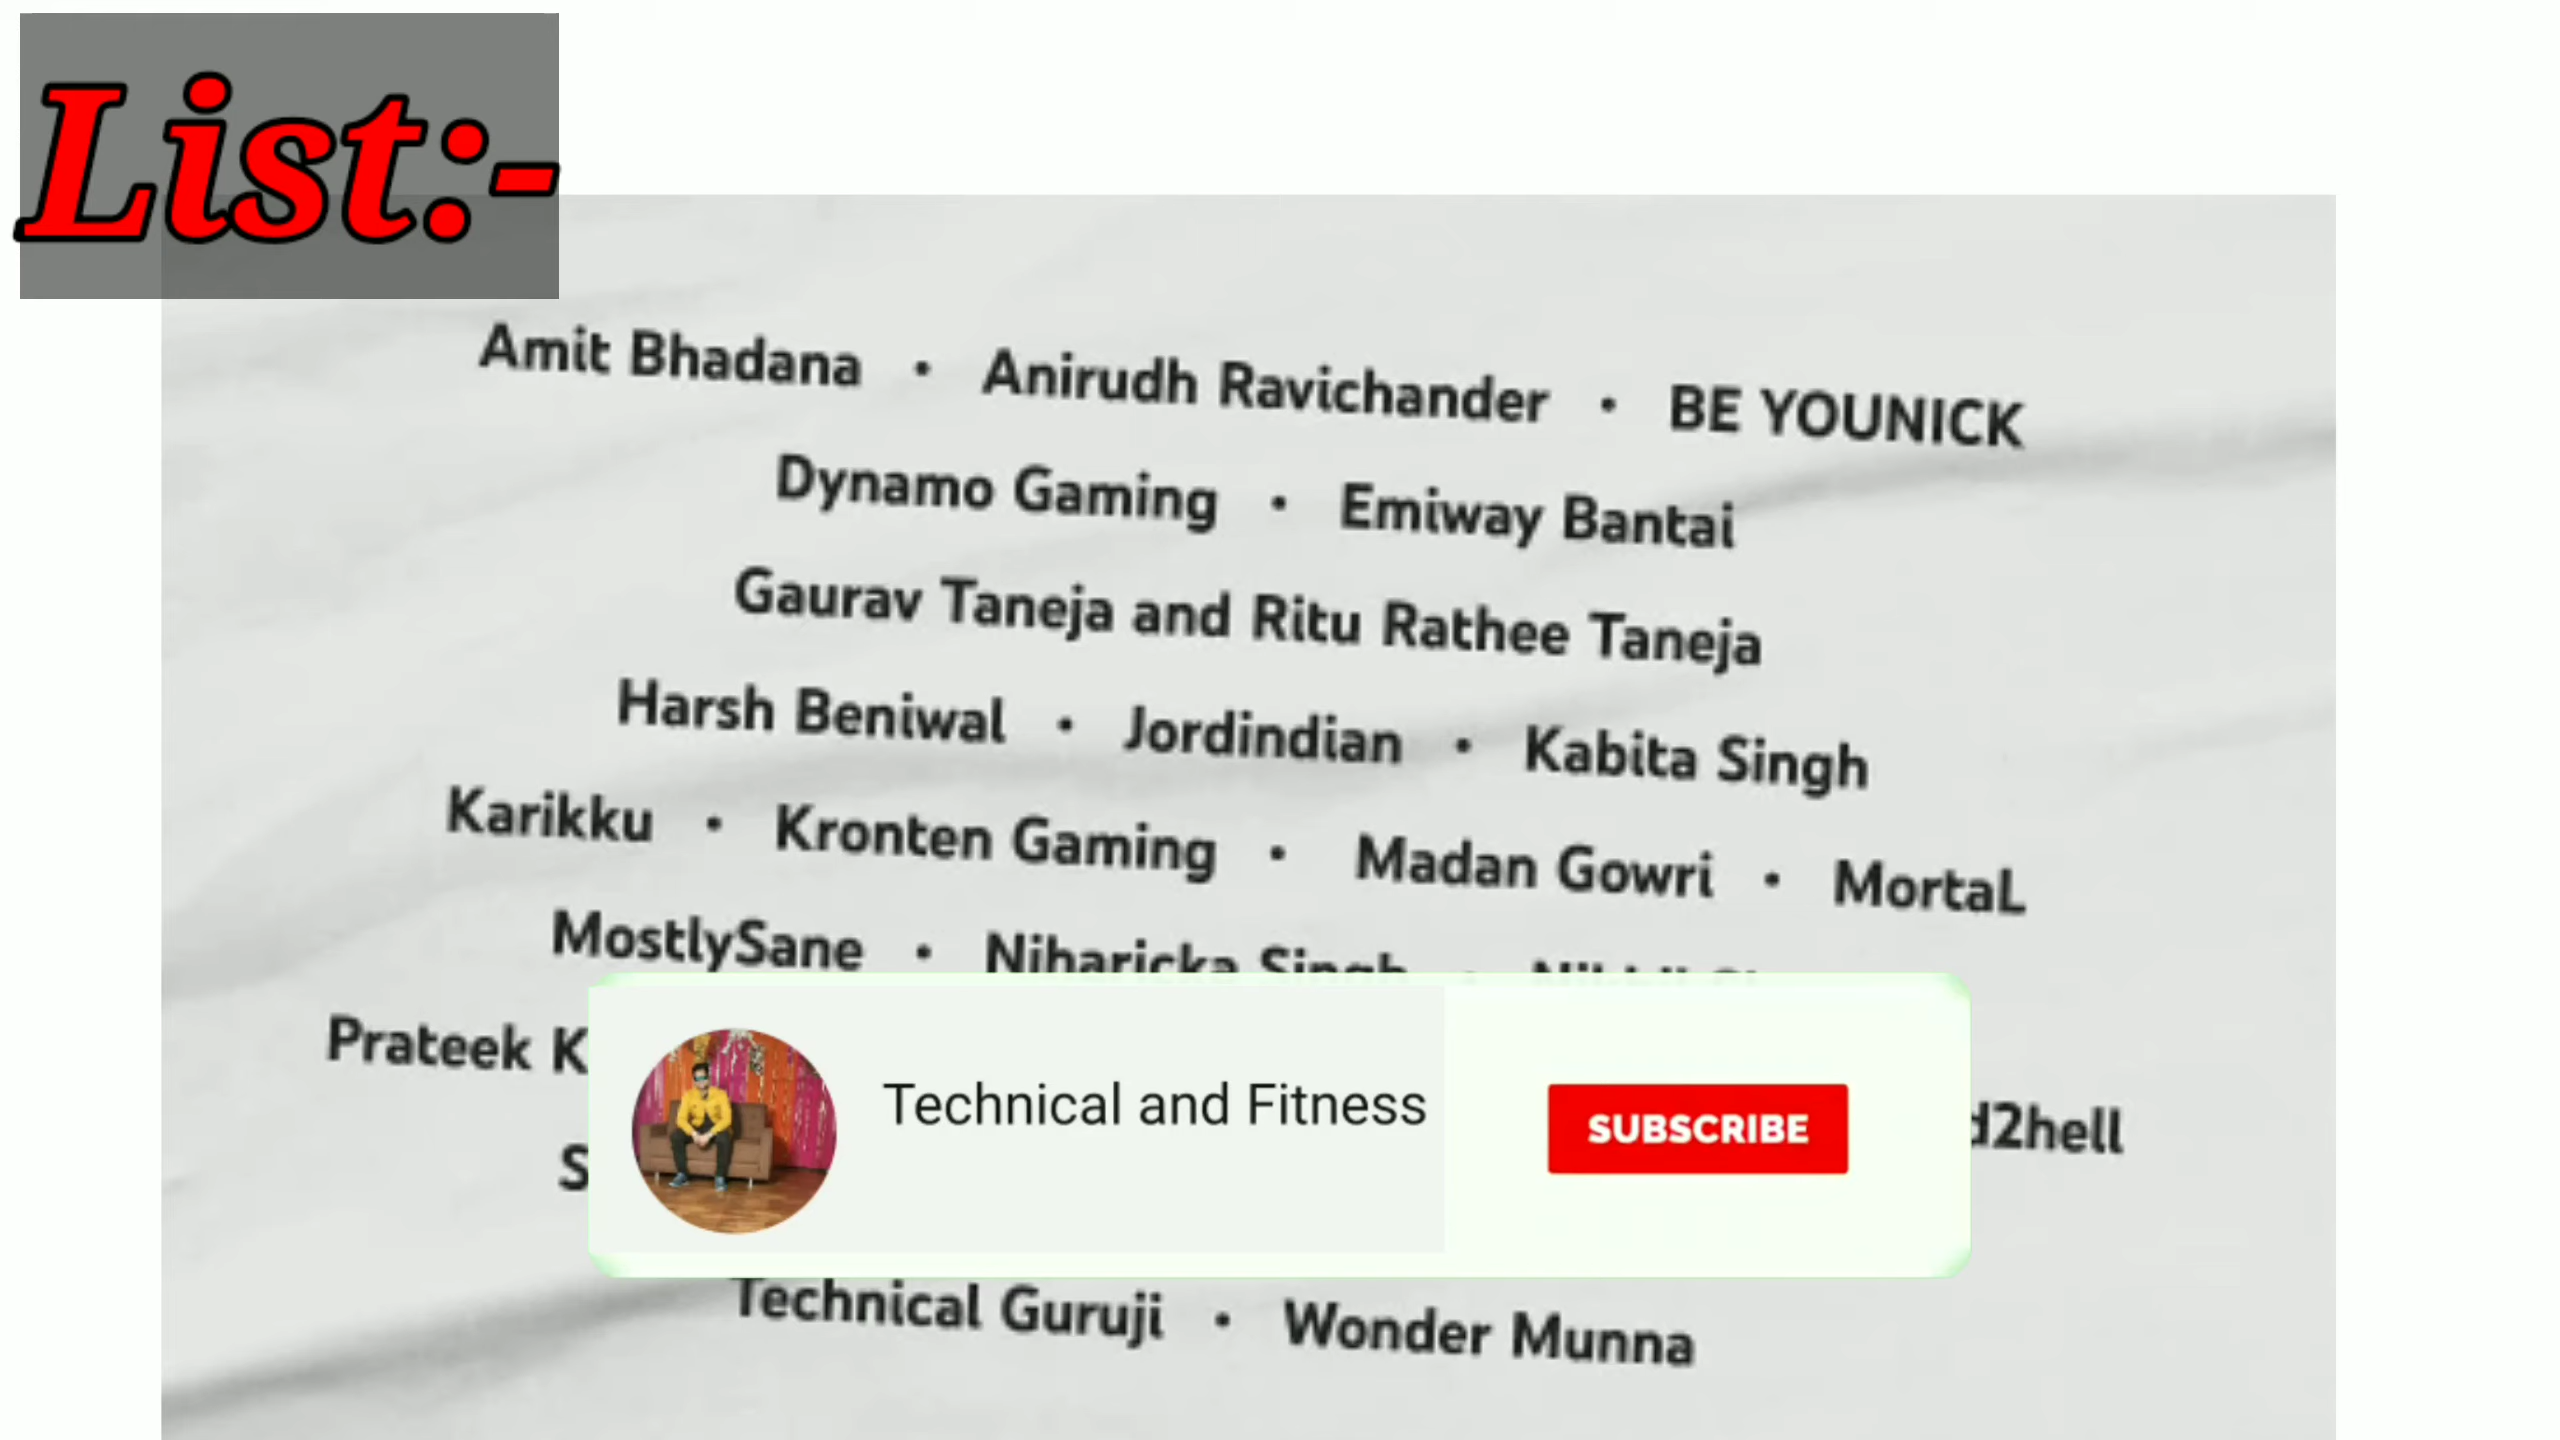 List:-
Amit Bhadana • Anirudh Ravichander • BE YOUNICK
Dynamo Gaming • Emiway Bantai
Gaurav Taneja and Ritu Rathee Taneja
Harsh Beniwal • Jordindian • Kabita Singh
Karikku • Kronten Gaming • Madan Gowri • MortaL
MostlySane • Niharicka Singh •
Prateek
Technical and Fitness
SUBSCRIBE
Technical Guruji • Wonder Munna